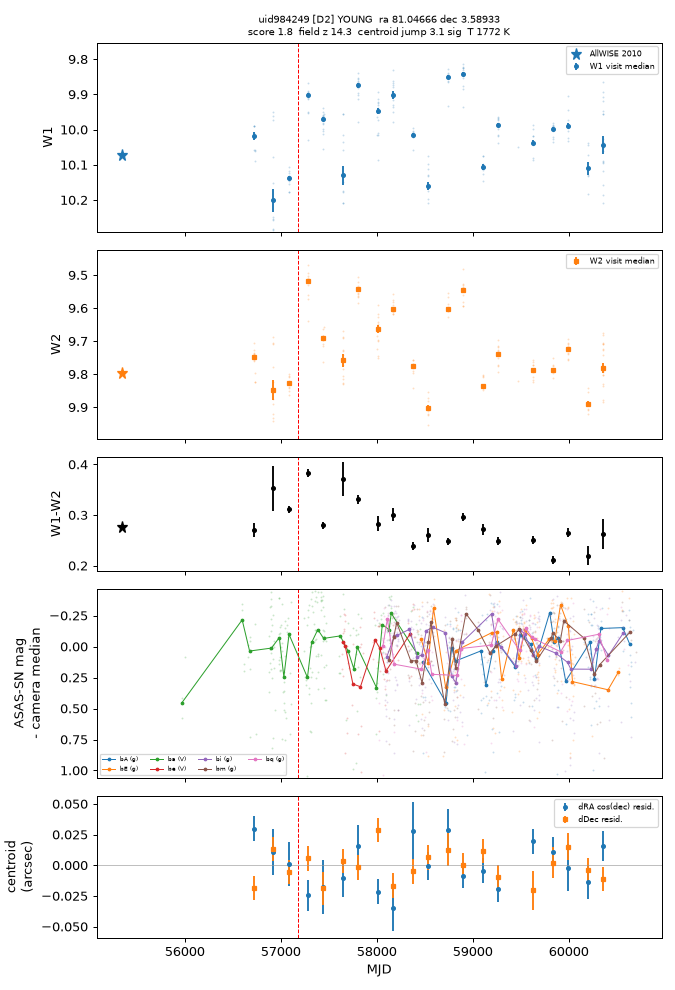 uid984249 [D2] YOUNG  ra 81.04666 dec 3.58933
score 1.8  field z 14.3  centroid jump 3.1 sig  T 1772 K
AllWISE 2010
W1 visit median
9.8
9.9
10.0
10.1
10.2
W1
W2 visit median
9.5
9.6
9.7
9.8
9.9
W2
0.4
0.3
0.2
W1-W2
−0.25
0.00
0.25
0.50
0.75
1.00
ASAS-SN mag
- camera median
bA (g)
bE (g)
ba (V)
be (V)
bi (g)
bm (g)
bq (g)
dRA cos(dec) resid.
dDec resid.
0.050
0.025
0.000
−0.025
−0.050
centroid
(arcsec)
56000
57000
58000
59000
60000
MJD